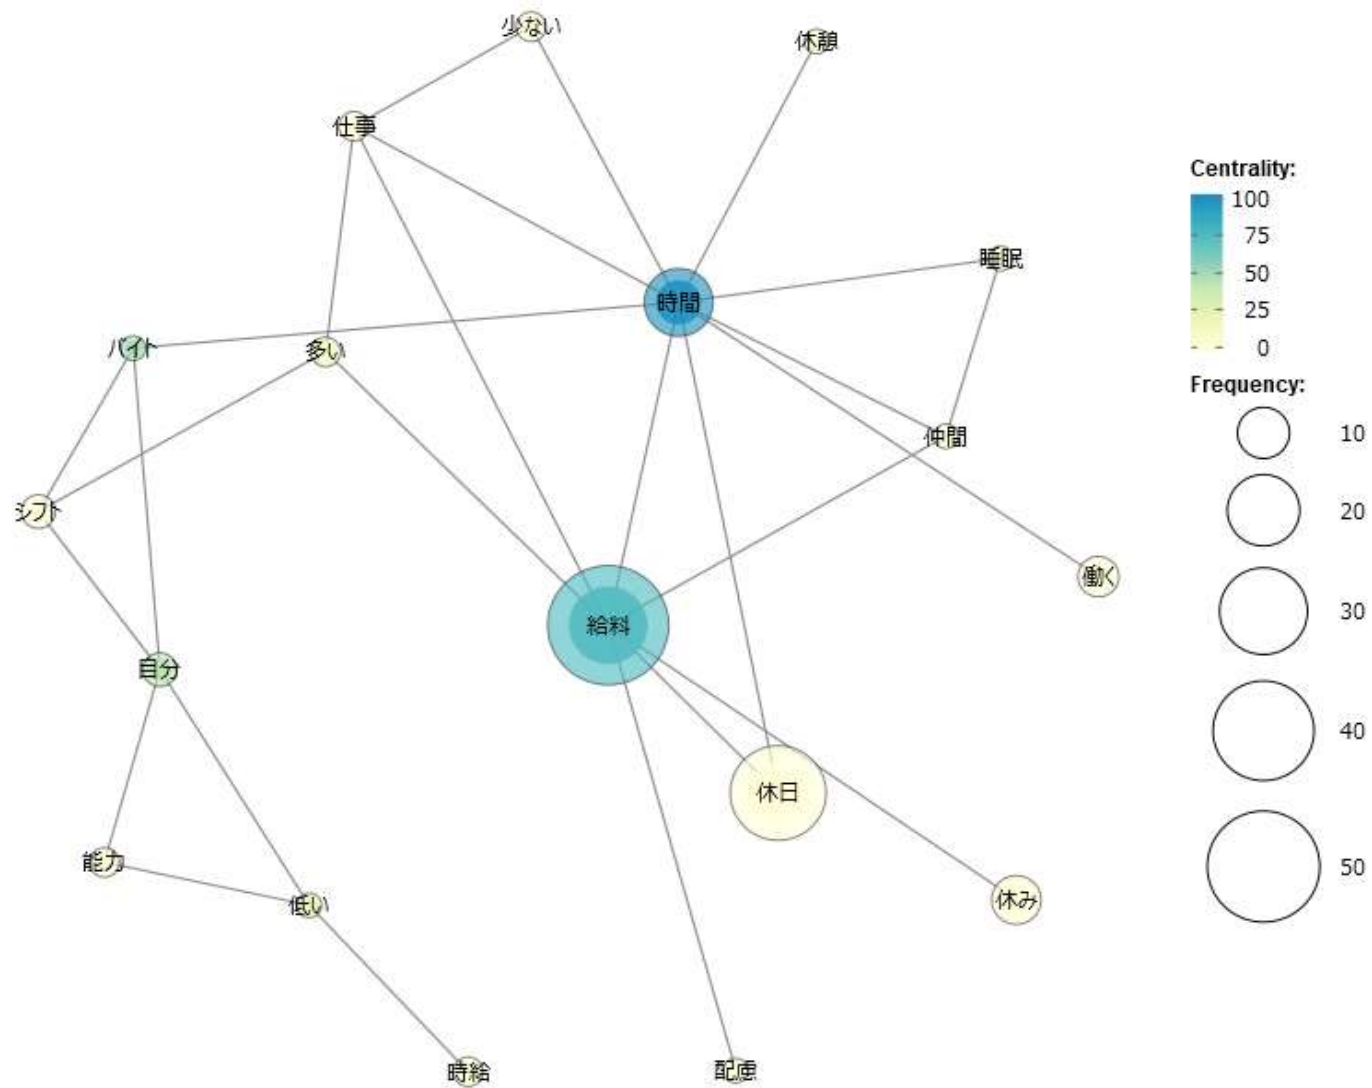 少ない
休憩
仕事
睡眠
時間
バイト
多い
仲間
シフト
働く
給料
自分
休日
能力
低い
休み
時給
配慮
Centrality:
100
75
50
25
0
Frequency:
10
20
30
40
50